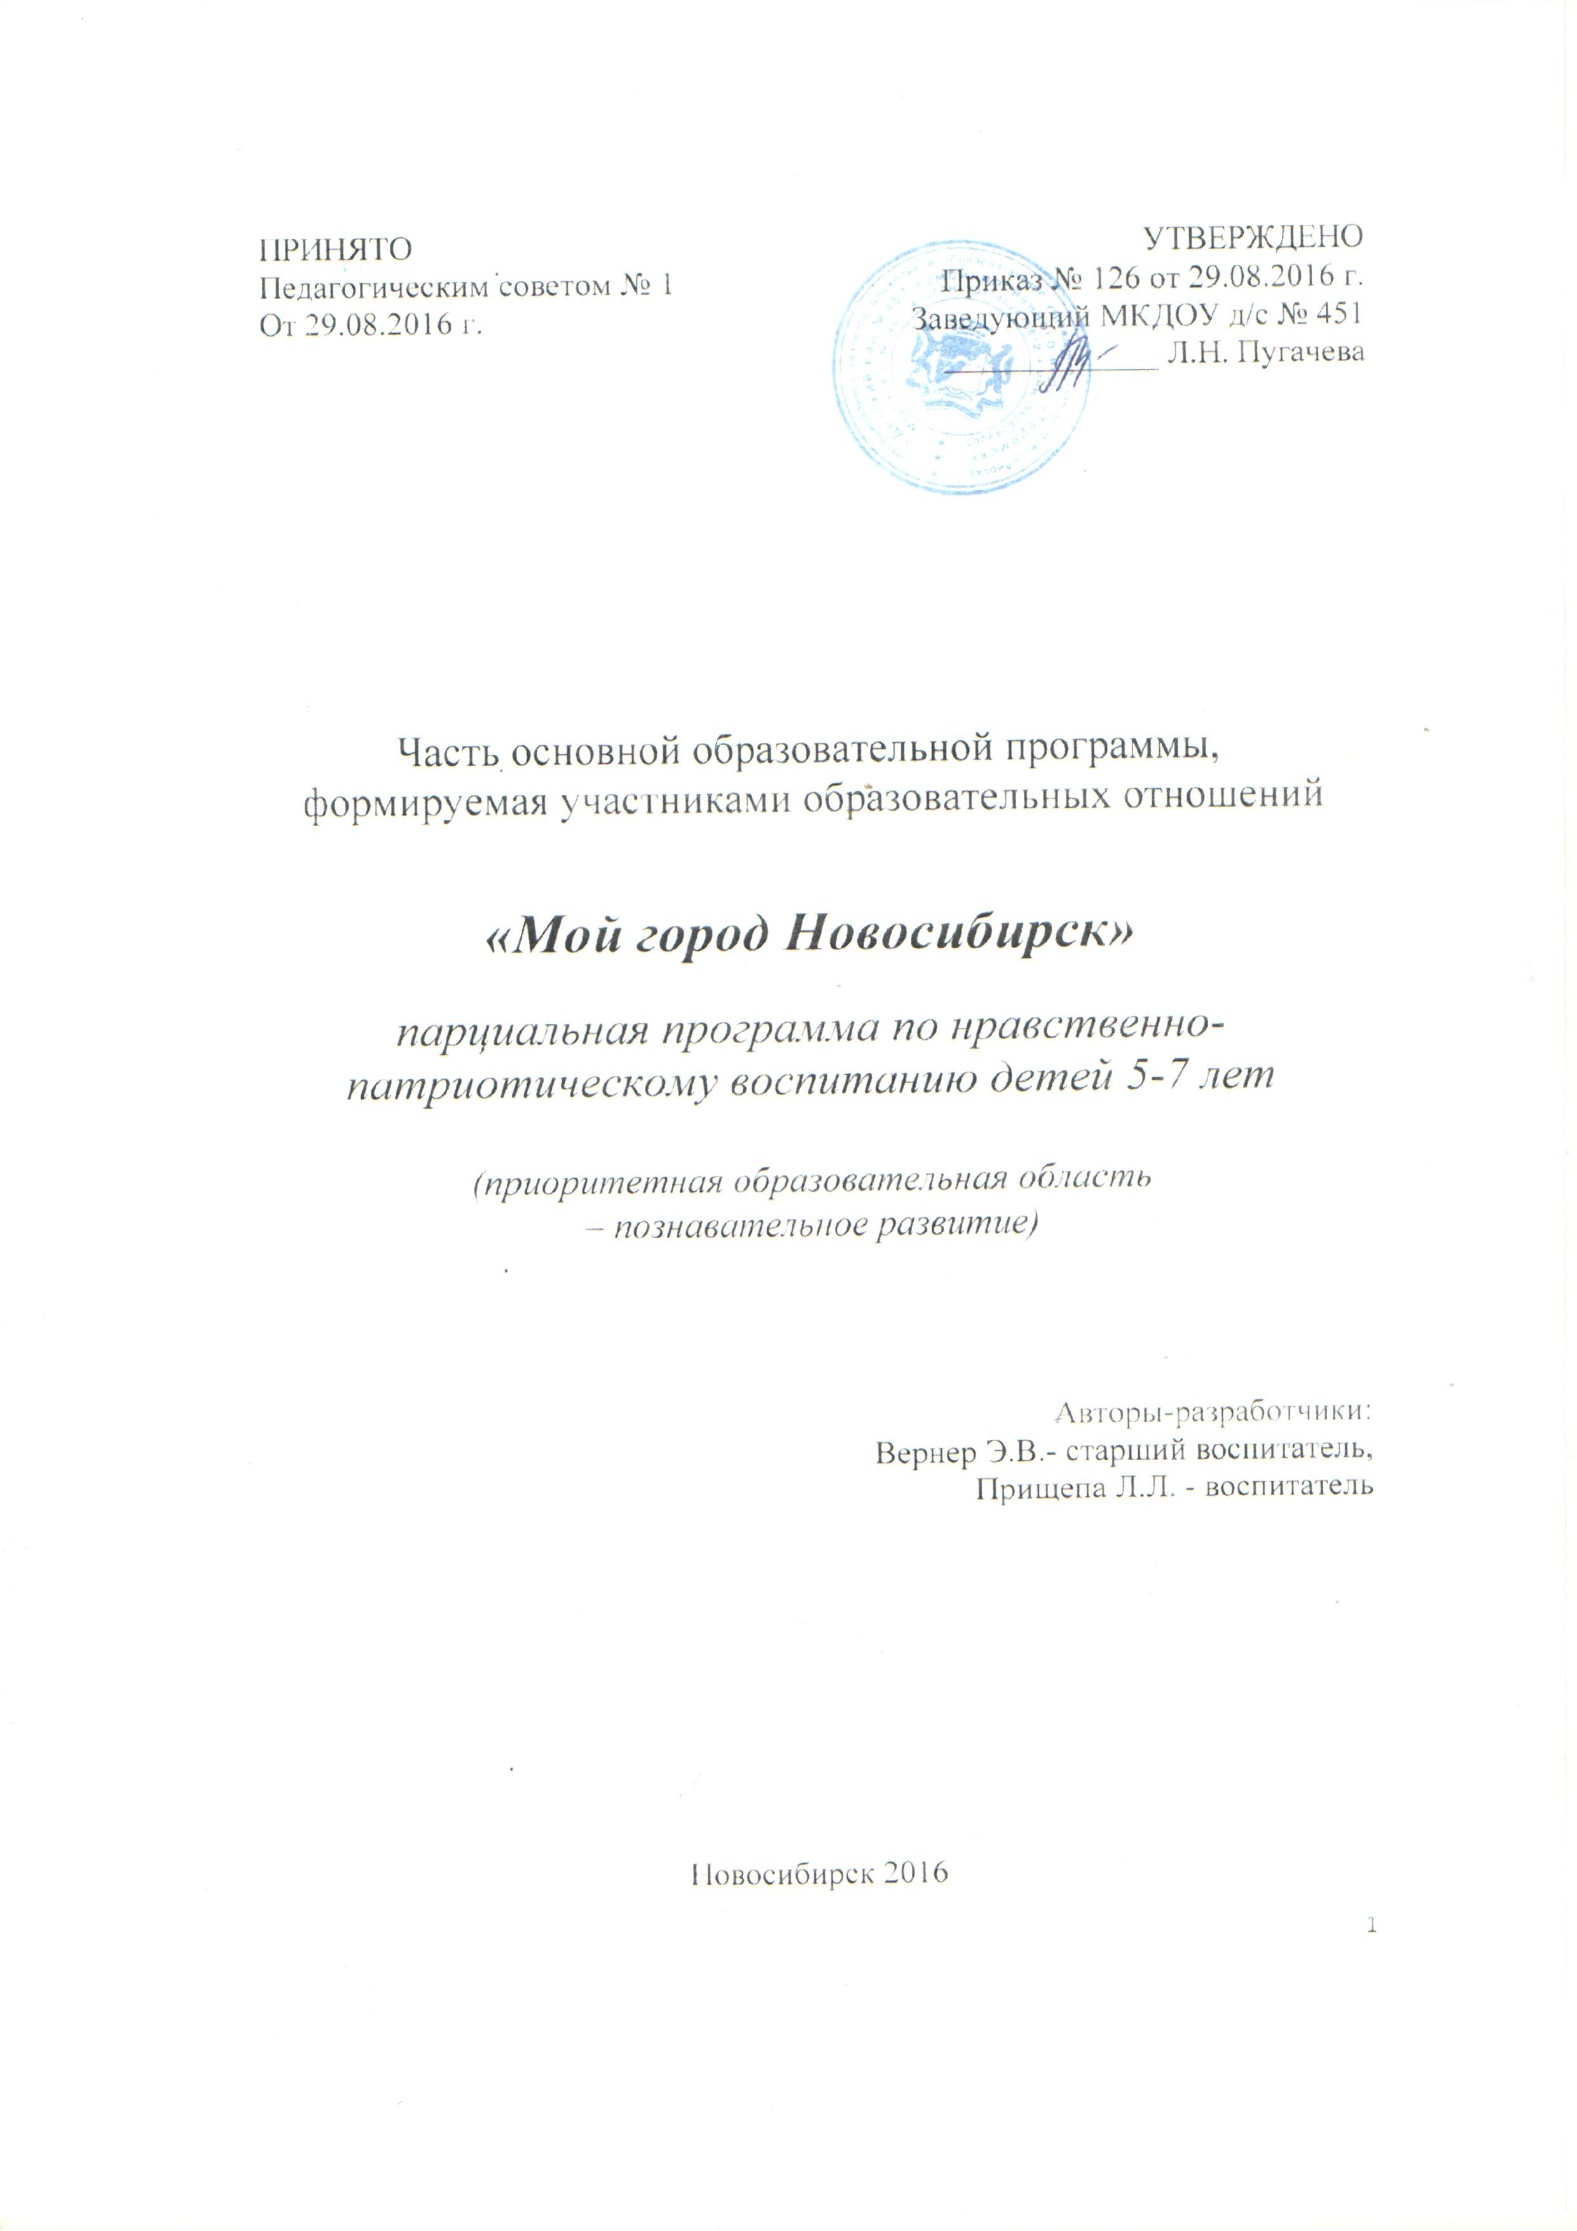 ПРИНЯТО
Педагогическим советом № 1
От 29.08.2016 г.
УТВЕРЖДЕНО
Приказ № 126 от 29.08.2016 г.
Заведующий МКДОУ д/с № 451
____________ Л.Н. Пугачева
Часть основной образовательной программы,
формируемая участниками образовательных отношений
«Мой город Новосибирск»
парциальная программа по нравственно-
патриотическому воспитанию детей 5-7 лет
(приоритетная образовательная область
– познавательное развитие)
Авторы-разработчики:
Вернер Э.В.- старший воспитатель,
Прищепа Л.Л. - воспитатель
Новосибирск 2016
1